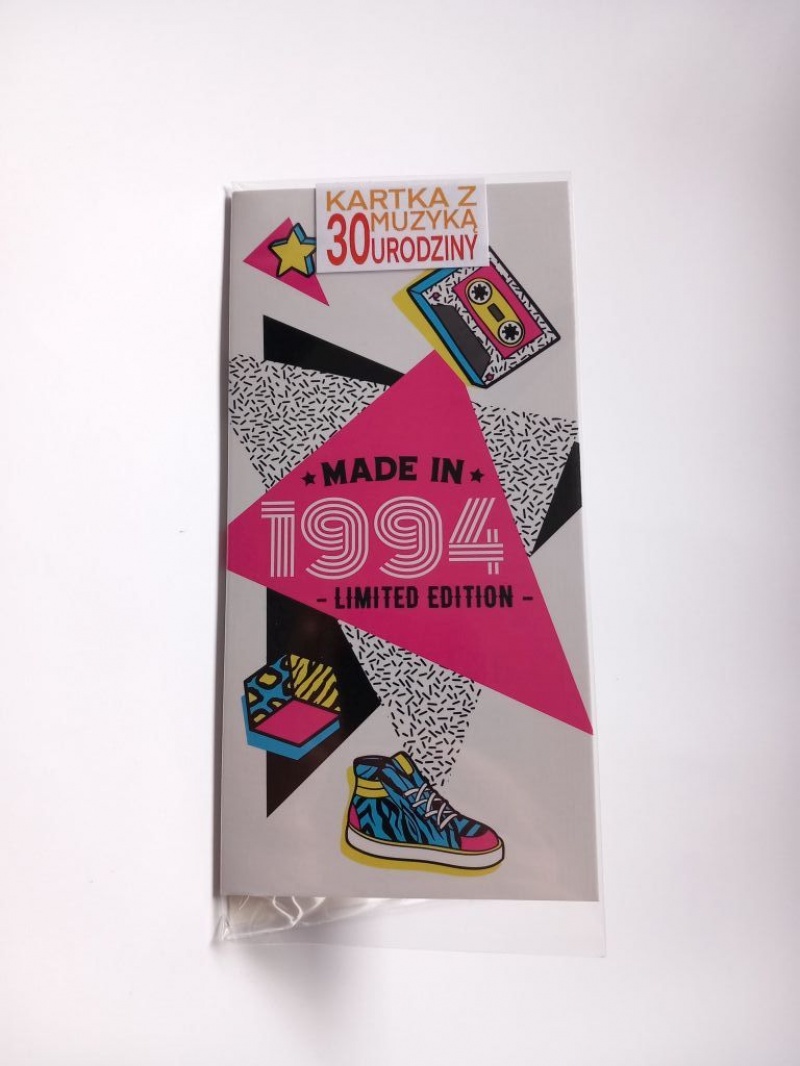 KARTKA Z
MUZYKĄ
30 URODZINY
MADE IN
1994
- LIMITED EDITION -